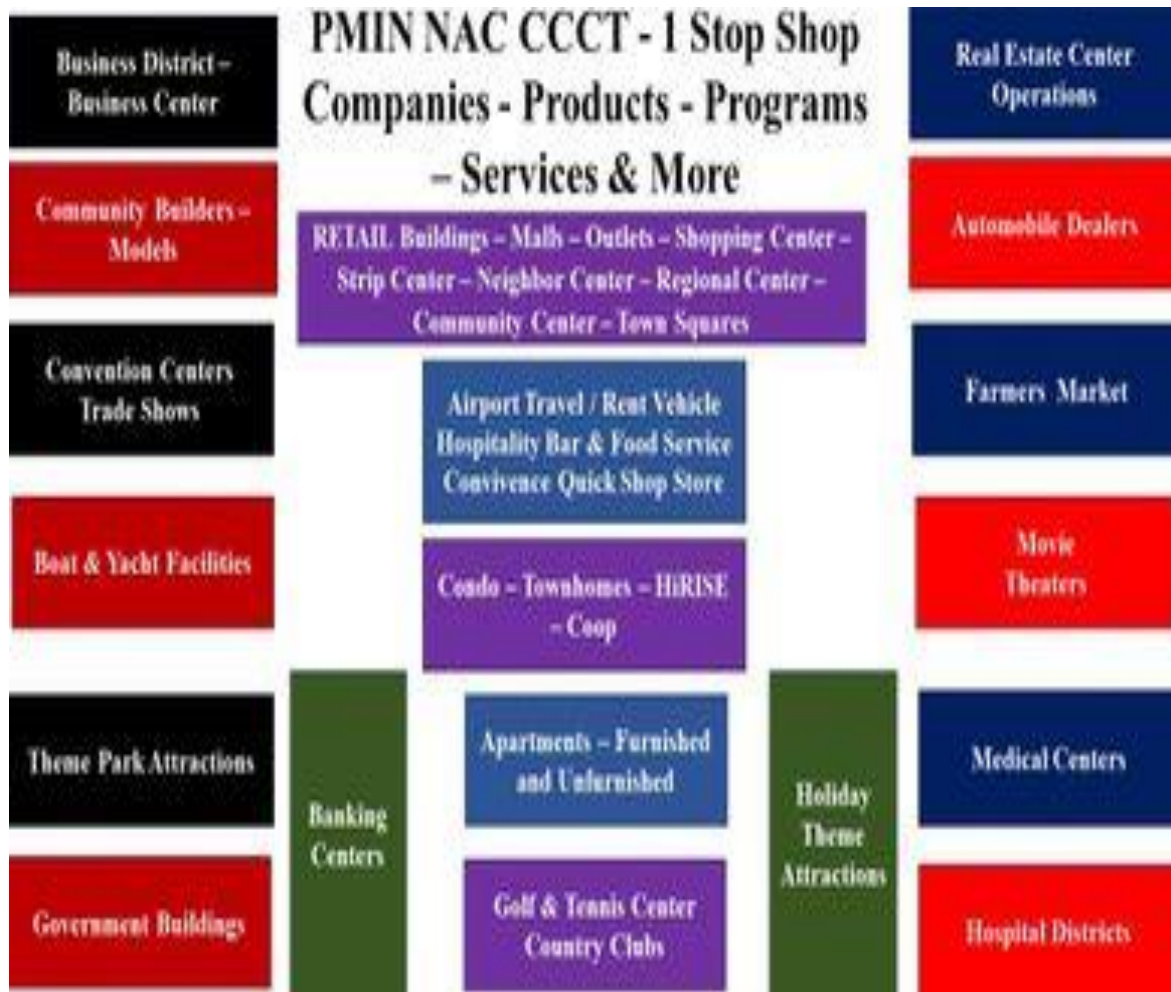 PMIN NAC CCCT - 1 Stop Shop
Companies - Products - Programs
– Services & More
Business District –
Business Center
Community Builders –
Models
Convention Centers
Trade Shows
Boat & Yacht Facilities
Theme Park Attractions
Government Buildings
RETAIL Buildings – Malls – Outlets – Shopping Center –
Strip Center – Neighbor Center – Regional Center –
Community Center – Town Squares
Airport Travel / Rent Vehicle
Hospitality Bar & Food Service
Convivence Quick Shop Store
Condo – Townhomes – HiRISE
– Coop
Banking
Centers
Apartments – Furnished
and Unfurnished
Golf & Tennis Center
Country Clubs
Holiday
Theme
Attractions
Real Estate Center
Operations
Automobile Dealers
Farmers Market
Movie
Theaters
Medical Centers
Hospital Districts